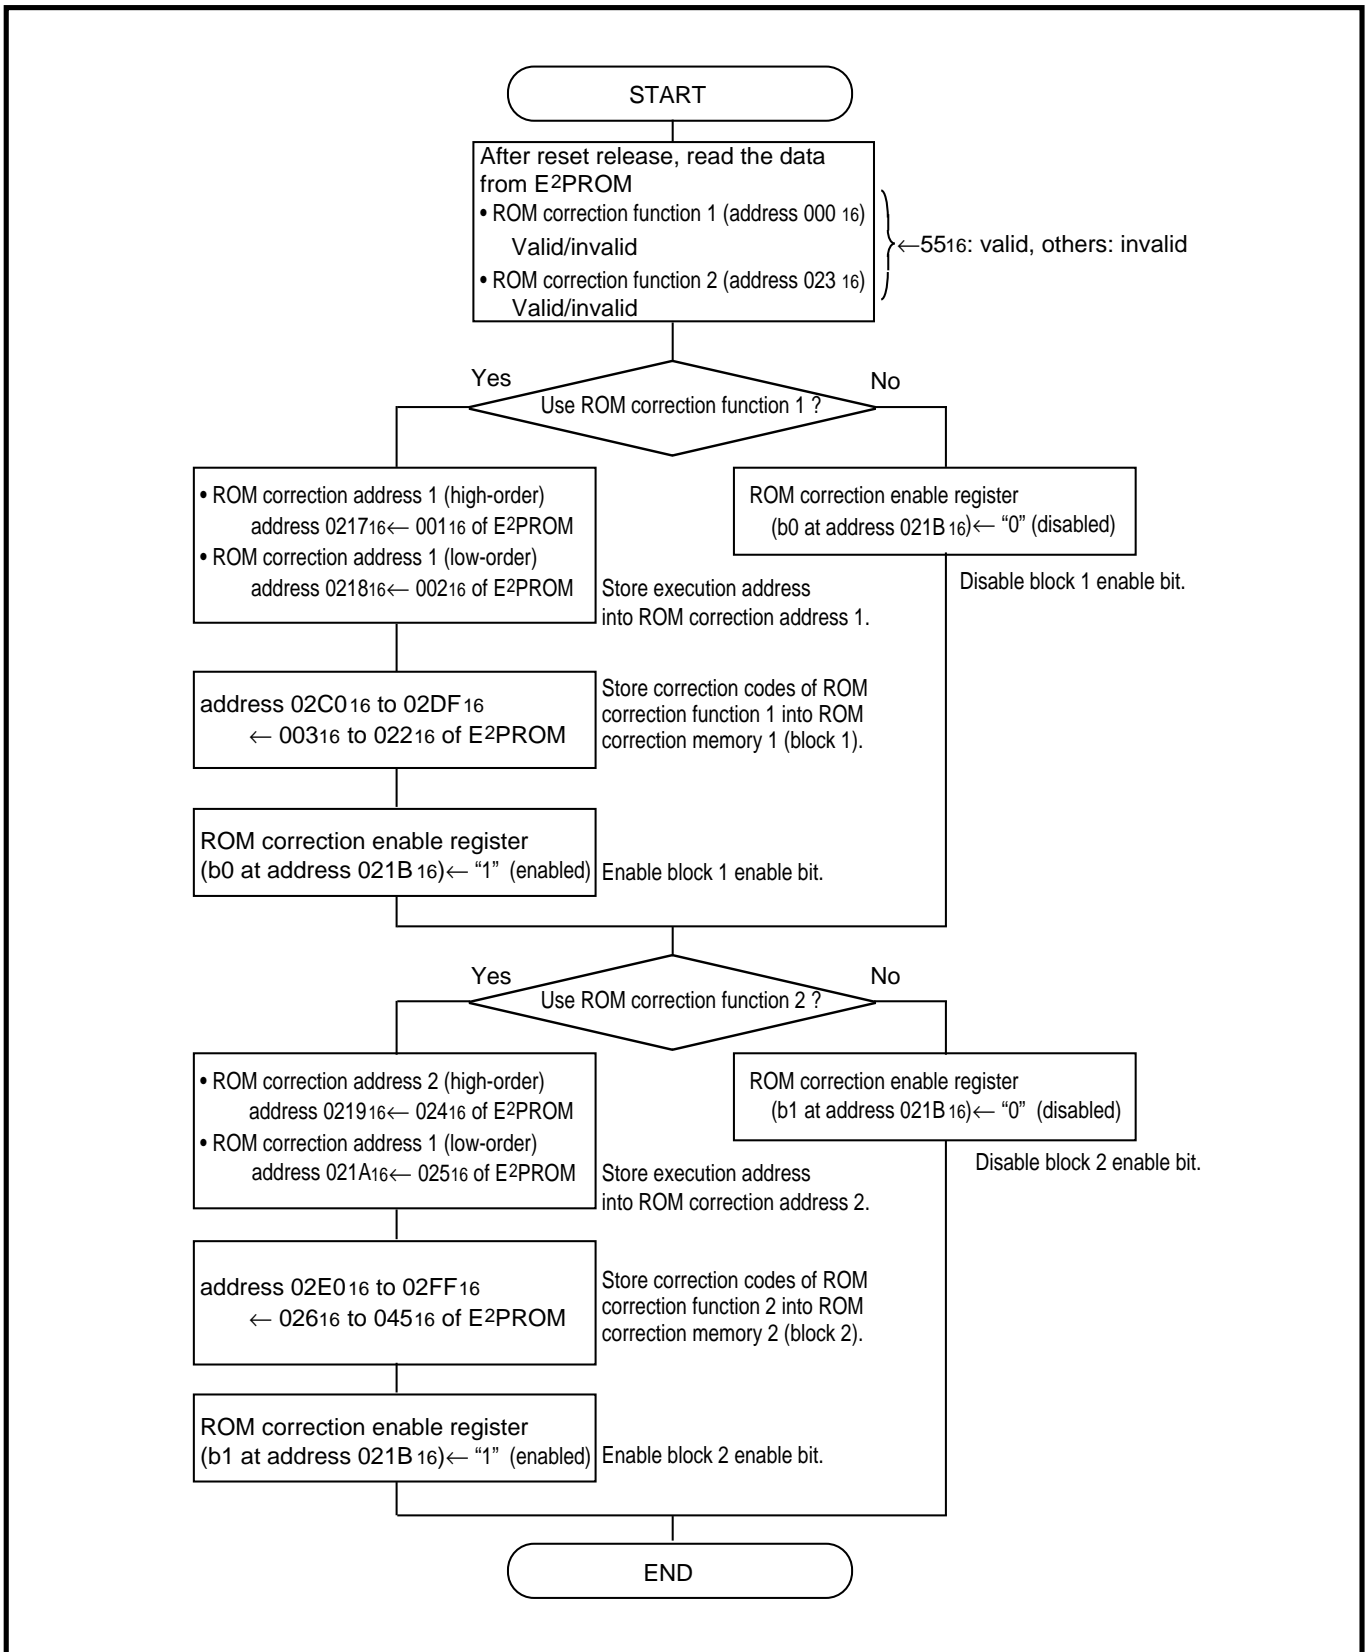 START
After reset release, read the data
from E2PROM
• ROM correction function 1 (address 000 16)
Valid/invalid
• ROM correction function 2 (address 023 16)
Valid/invalid
←5516: valid, others: invalid
Yes
No
Use ROM correction function 1 ?
• ROM correction address 1 (high-order)
address 021716← 00116 of E2PROM
• ROM correction address 1 (low-order)
address 021816← 00216 of E2PROM
Store execution address
into ROM correction address 1.
ROM correction enable register
(b0 at address 021B 16)← “0” (disabled)
Disable block 1 enable bit.
address 02C0 16 to 02DF 16
← 00316 to 02216 of E2PROM
Store correction codes of ROM
correction function 1 into ROM
correction memory 1 (block 1).
ROM correction enable register
(b0 at address 021B 16)← “1” (enabled)
Enable block 1 enable bit.
Yes
No
Use ROM correction function 2 ?
• ROM correction address 2 (high-order)
address 0219 16← 02416 of E2PROM
• ROM correction address 1 (low-order)
address 021A16← 02516 of E2PROM
Store execution address
into ROM correction address 2.
ROM correction enable register
(b1 at address 021B 16)← “0” (disabled)
Disable block 2 enable bit.
address 02E0 16 to 02FF 16
← 02616 to 04516 of E2PROM
Store correction codes of ROM
correction function 2 into ROM
correction memory 2 (block 2).
ROM correction enable register
(b1 at address 021B 16)← “1” (enabled)
Enable block 2 enable bit.
END